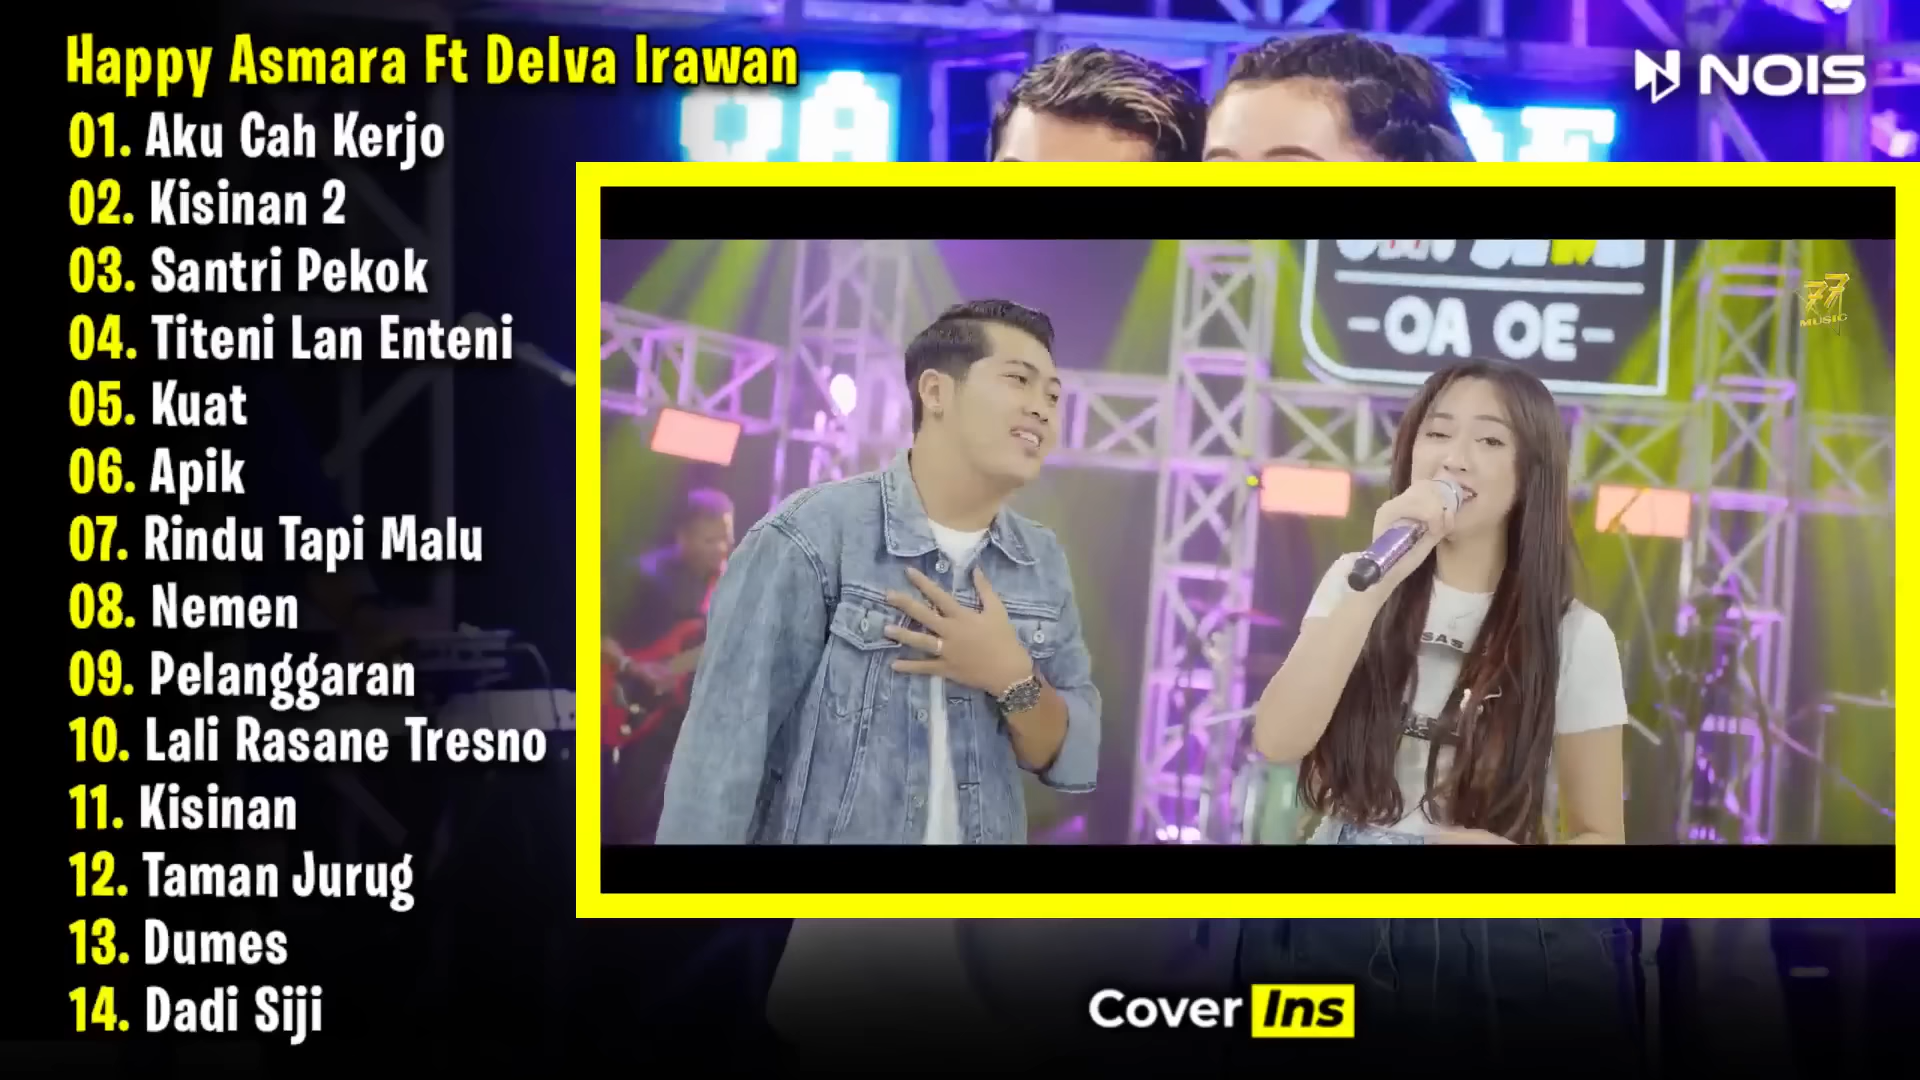 Happy Asmara Ft Delva Irawan
01. Aku Cah Kerjo
02. Kisinan 2
03. Santri Pekok
04. Titeni Lan Enteni
05. Kuat
06. Apik
07. Rindu Tapi Malu
08. Nemen
09. Pelanggaran
10. Lali Rasane Tresno
11. Kisinan
12. Taman Jurug
13. Dumes
14. Dadi Siji
NOIS
-OA OE-
77
MUSIC
Cover Ins